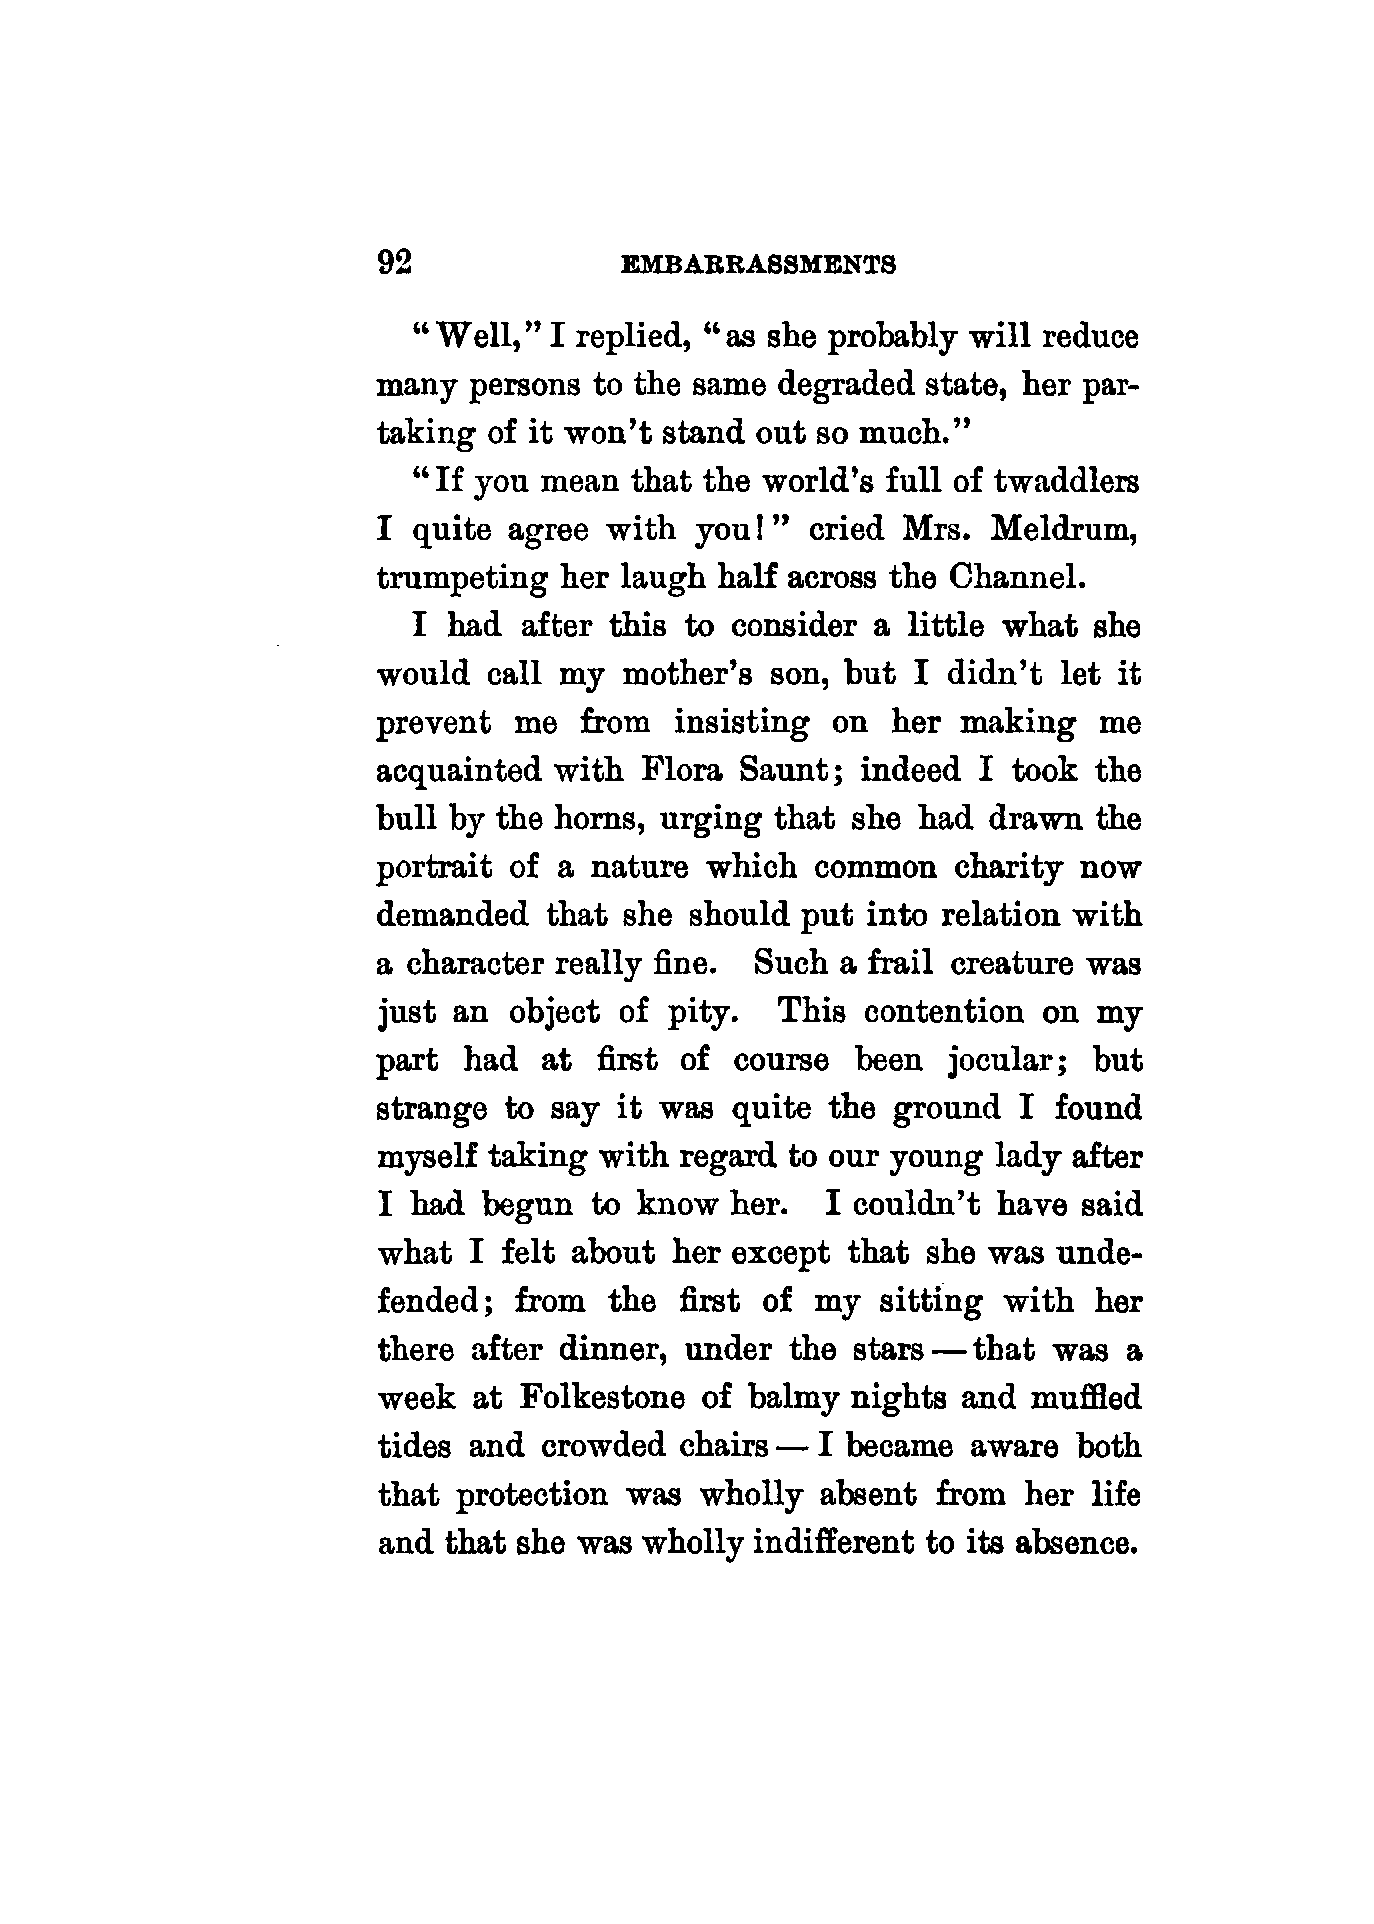 92 EMBARRASSMENTS
"Well," I replied, "as she probably will reduce
many persons to the same degraded state, her par-
taking of it won't stand out so much."
"If you mean that the world's full of twaddlers
I quite agree with you!" cried Mrs. Meldrum,
trumpeting her laugh half across the Channel.
I had after this to consider a little what she
would call my mother's son, but I didn't let it
prevent me from insisting on her making me
acquainted with Flora Saunt; indeed I took the
bull by the horns, urging that she had drawn the
portrait of a nature which common charity now
demanded that she should put into relation with
a character really fine. Such a frail creature was
just an object of pity. This contention on my
part had at first of course been jocular; but
strange to say it was quite the ground I found
myself taking with regard to our young lady after
I had begun to know her. I couldn't have said
what I felt about her except that she was unde-
fended; from the first of my sitting with her
there after dinner, under the stars — that was a
week at Folkestone of balmy nights and muffled
tides and crowded chairs — I became aware both
that protection was wholly absent from her life
and that she was wholly indifferent to its absence.